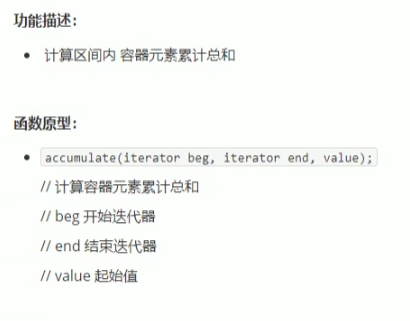 功能描述：
• 计算区间内 容器元素累计总和
函数原型：
• accumulate(iterator beg, iterator end, value);
// 计算容器元素累计总和
// beg 开始迭代器
// end 结束迭代器
// value 起始值